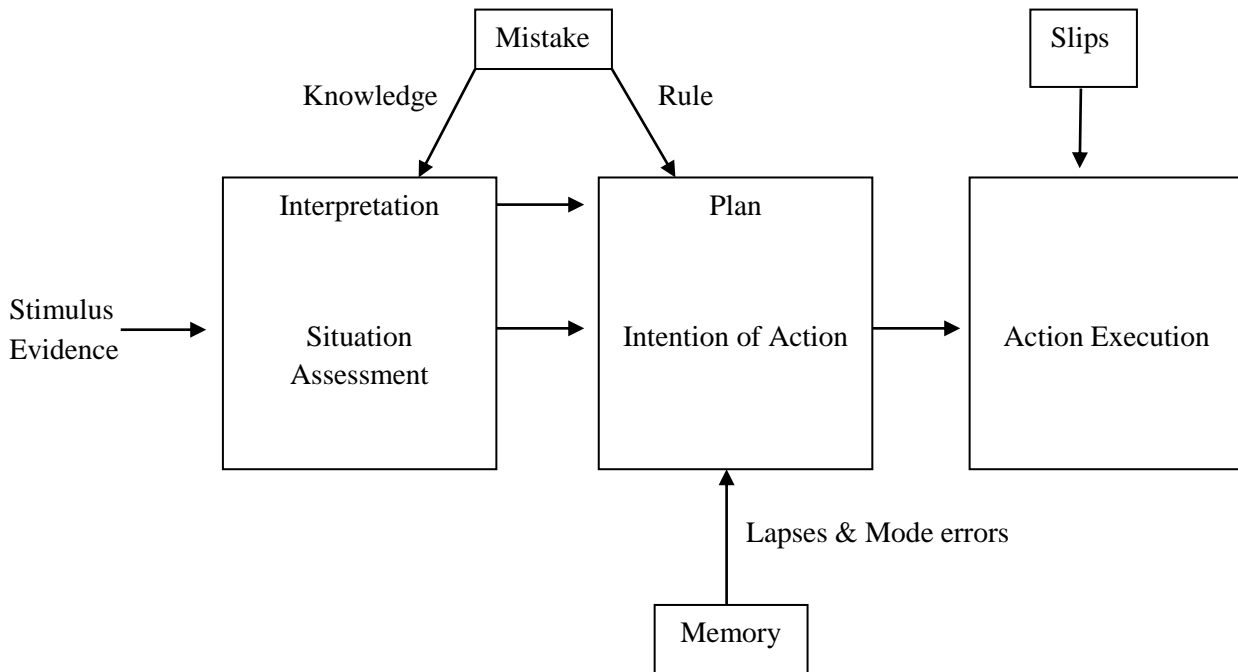 Mistake
Slips
Knowledge
Rule
Interpretation
Plan
Stimulus
Evidence
Situation
Assessment
Intention of Action
Action Execution
Lapses & Mode errors
Memory